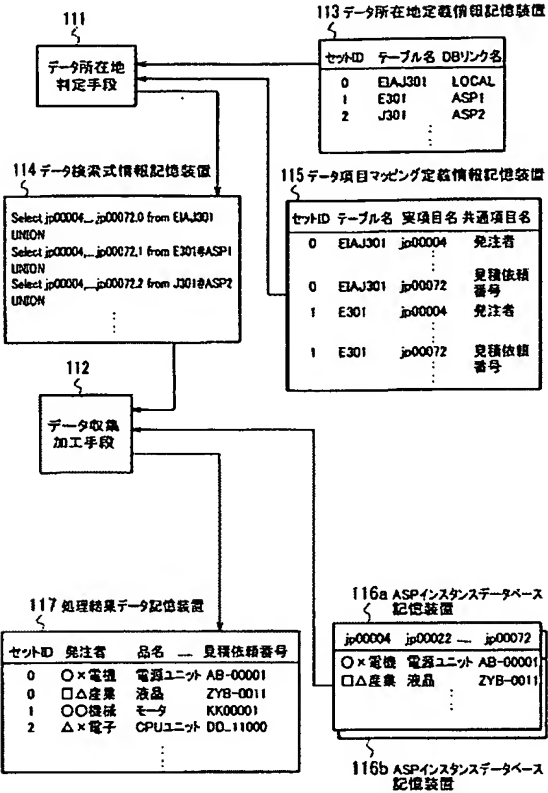 113 データ所在地定義情報記憶装置
セットID テーブル名 DBリンク名
0 EIAJ301 LOCAL
1 E301 ASP1
2 J301 ASP2
111
データ所在地
判定手段
114 データ検索式情報記憶装置
Select jp00004,...,jp00072,0 from EIAJ301
UNION
Select jp00004,...,jp00072,1 from E301@ASP1
UNION
Select jp00004,...,jp00072,2 from J301@ASP2
UNION
115 データ項目マッピング定義情報記憶装置
セットID テーブル名 実項目名 共通項目名
0 EIAJ301 jp00004 発注者
0 EIAJ301 jp00072 見積依頼
番号
1 E301 jp00004 発注者
1 E301 jp00072 見積依頼
番号
112
データ収集
加工手段
117 処理結果データ記憶装置
セットID 発注者 品名 ... 見積依頼番号
0 ○×電機 電源ユニット AB-00001
0 □△産業 液晶 ZYB-0011
1 ○○機械 モータ KK00001
2 △×電子 CPUユニット DD_11000
116a ASPインスタンスデータベース
記憶装置
jp00004 jp00022 ... jp00072
○×電機 電源ユニット AB-00001
□△産業 液晶 ZYB-0011
116b ASPインスタンスデータベース
記憶装置